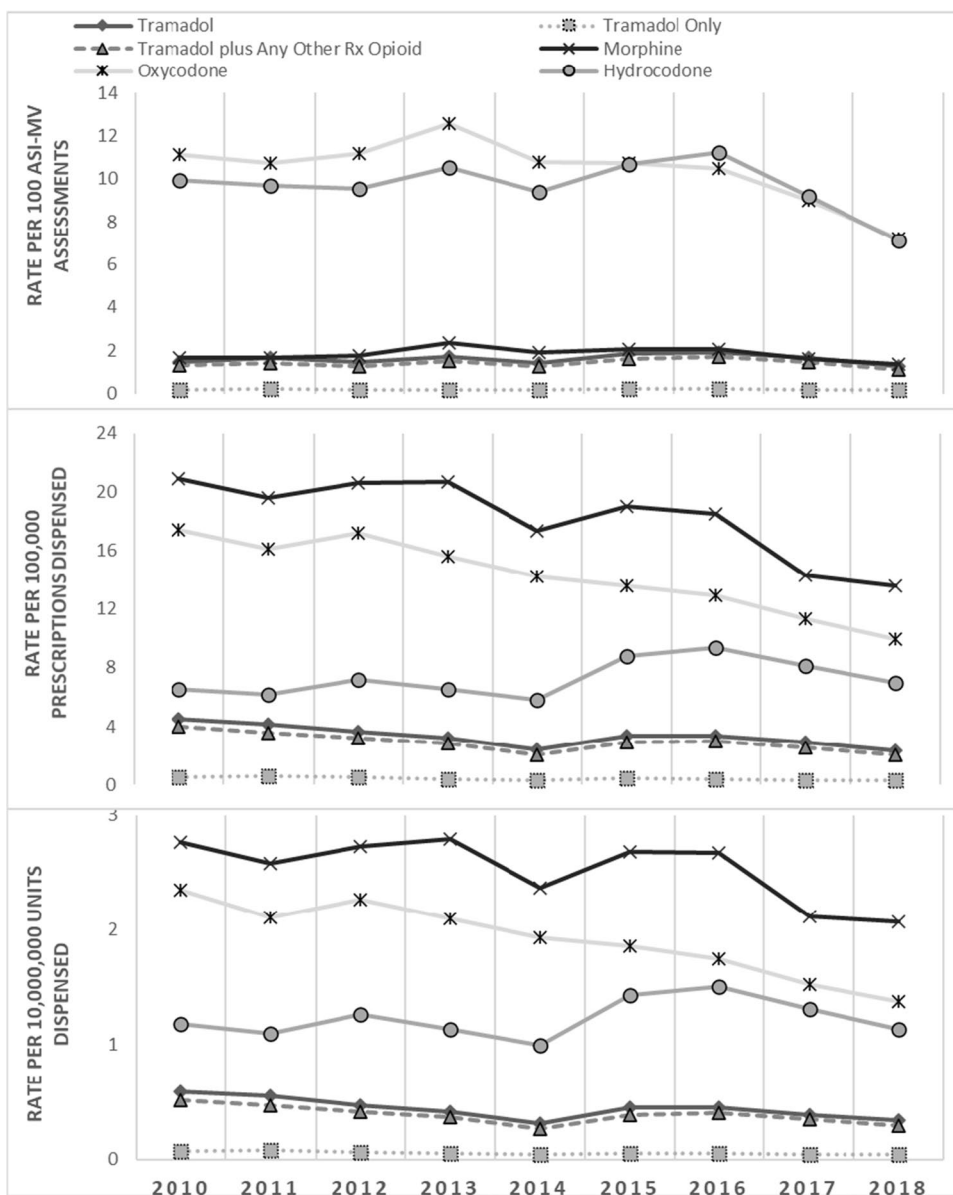 Tramadol
Tramadol Only
Tramadol plus Any Other Rx Opioid
Morphine
Oxycodone
Hydrocodone
RATE PER 100 ASI-MV
ASSESSMENTS
14
12
10
8
6
4
2
0
RATE PER 100,000
PRESCRIPTIONS DISPENSED
24
20
16
12
8
4
0
RATE PER 10,000,000 UNITS
DISPENSED
3
2
1
0
2010 2011 2012 2013 2014 2015 2016 2017 2018